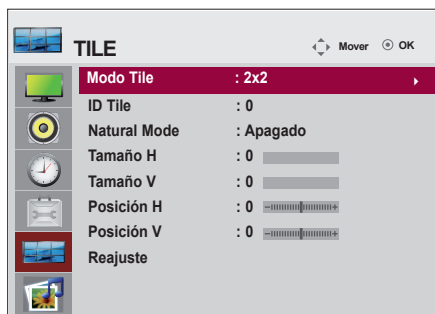 TILE Mover OK
Modo Tile : 2x2
ID Tile : 0
Natural Mode : Apagado
Tamaño H : 0
Tamaño V : 0
Posición H : 0 - +
Posición V : 0 - +
Reajuste